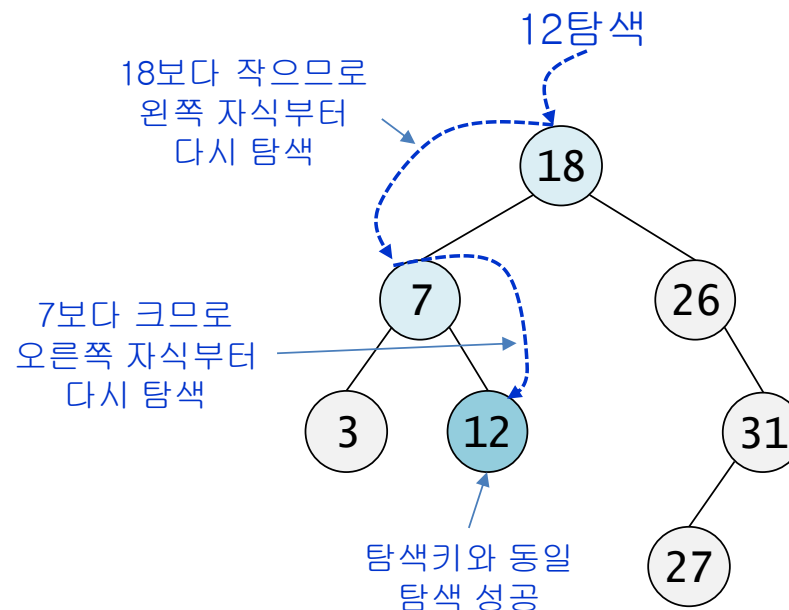 12탐색
18보다 작으므로
왼쪽 자식부터
다시 탐색
18
7
26
7보다 크므로
오른쪽 자식부터
다시 탐색
3
12
31
탐색키와 동일
탐색 성공
27